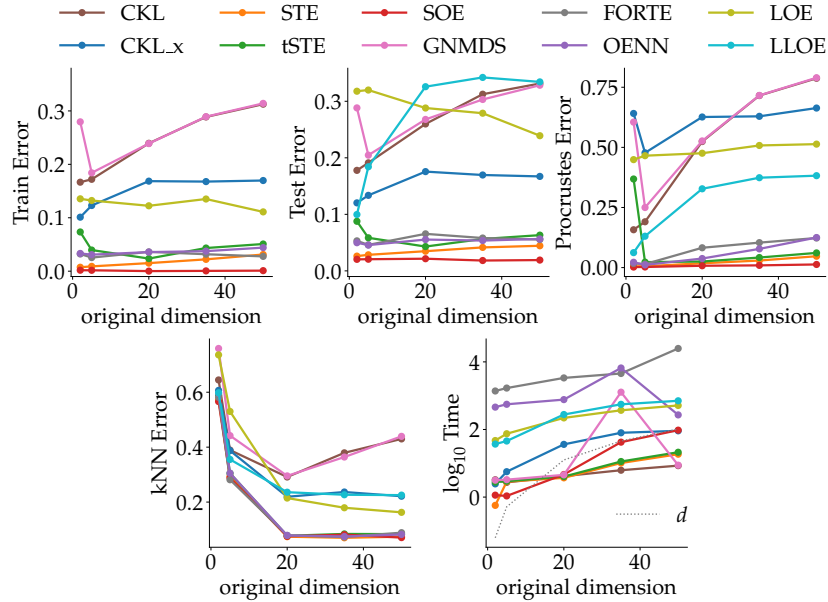 CKL STE SOE FORTE LOE
CKL_x tSTE GNMDS OENN LLOE
Train Error
0.3
0.2
0.1
0.0
0 20 40
original dimension
Test Error
0.3
0.2
0.1
0.0
0 20 40
original dimension
Procrustes Error
0.75
0.50
0.25
0.00
0 20 40
original dimension
kNN Error
0.6
0.4
0.2
0 20 40
original dimension
log₁₀ Time
4
2
0
d
0 20 40
original dimension